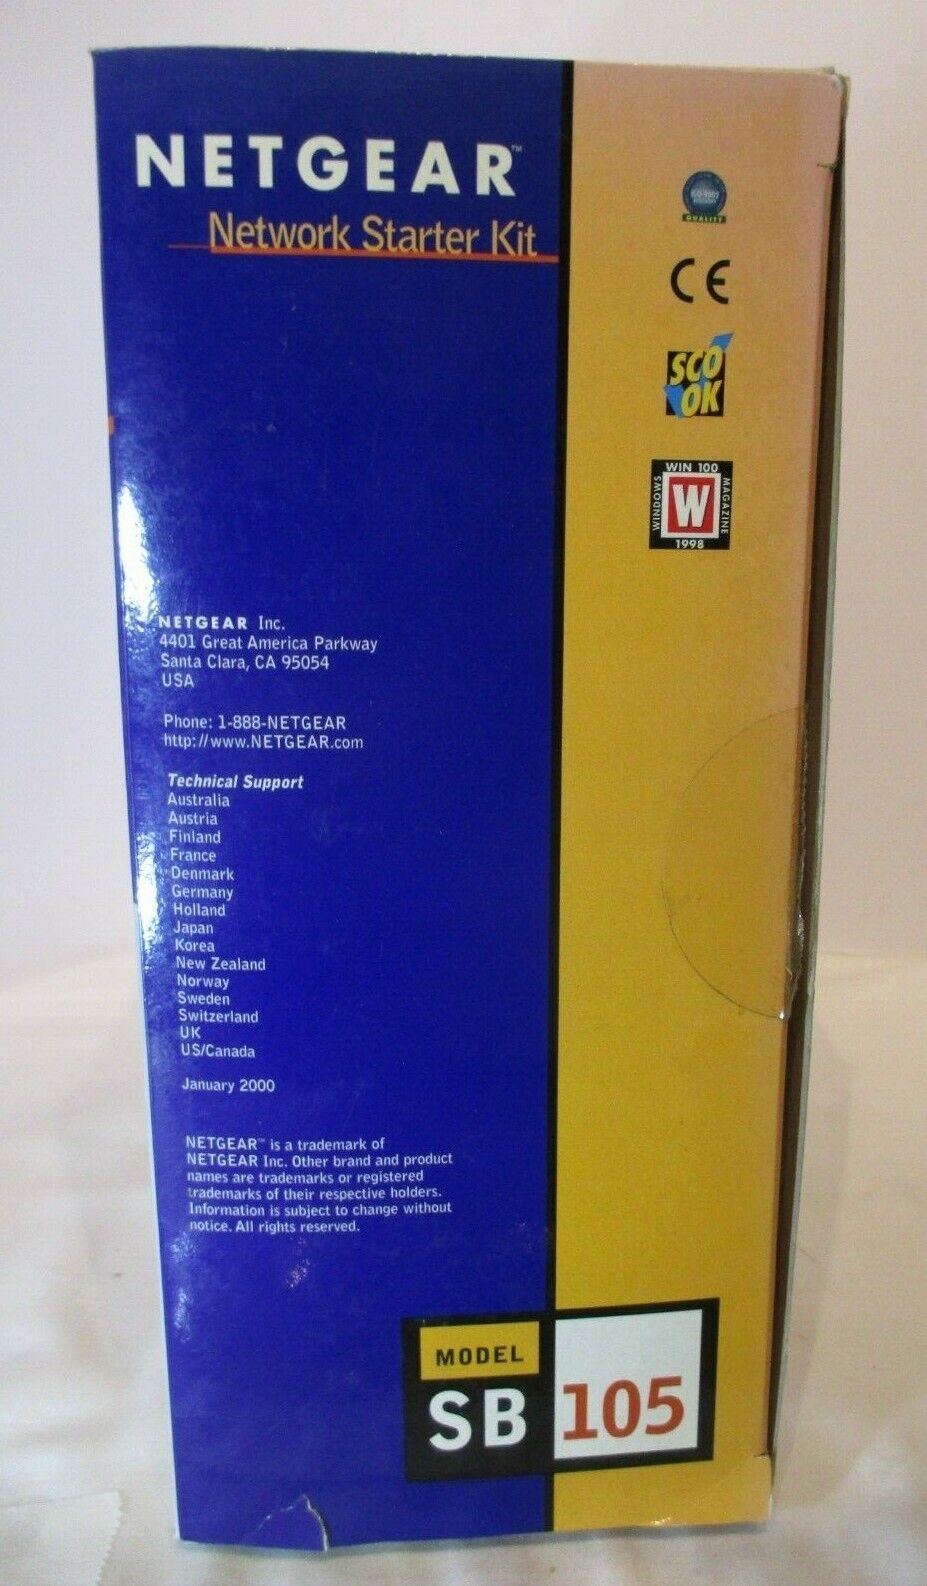 NETGEAR™
Network Starter Kit
ISO-9002
QUALITY
CE
SCO
OK
WIN 100
WINDOWS
W
MAGAZINE
1998
NETGEAR Inc.
4401 Great America Parkway
Santa Clara, CA 95054
USA
Phone: 1-888-NETGEAR
http://www.NETGEAR.com
Technical Support
Australia
Austria
Finland
France
Denmark
Germany
Holland
Japan
Korea
New Zealand
Norway
Sweden
Switzerland
UK
US/Canada
January 2000
NETGEAR™ is a trademark of
NETGEAR Inc. Other brand and product
names are trademarks or registered
trademarks of their respective holders.
Information is subject to change without
notice. All rights reserved.
MODEL
SB 105